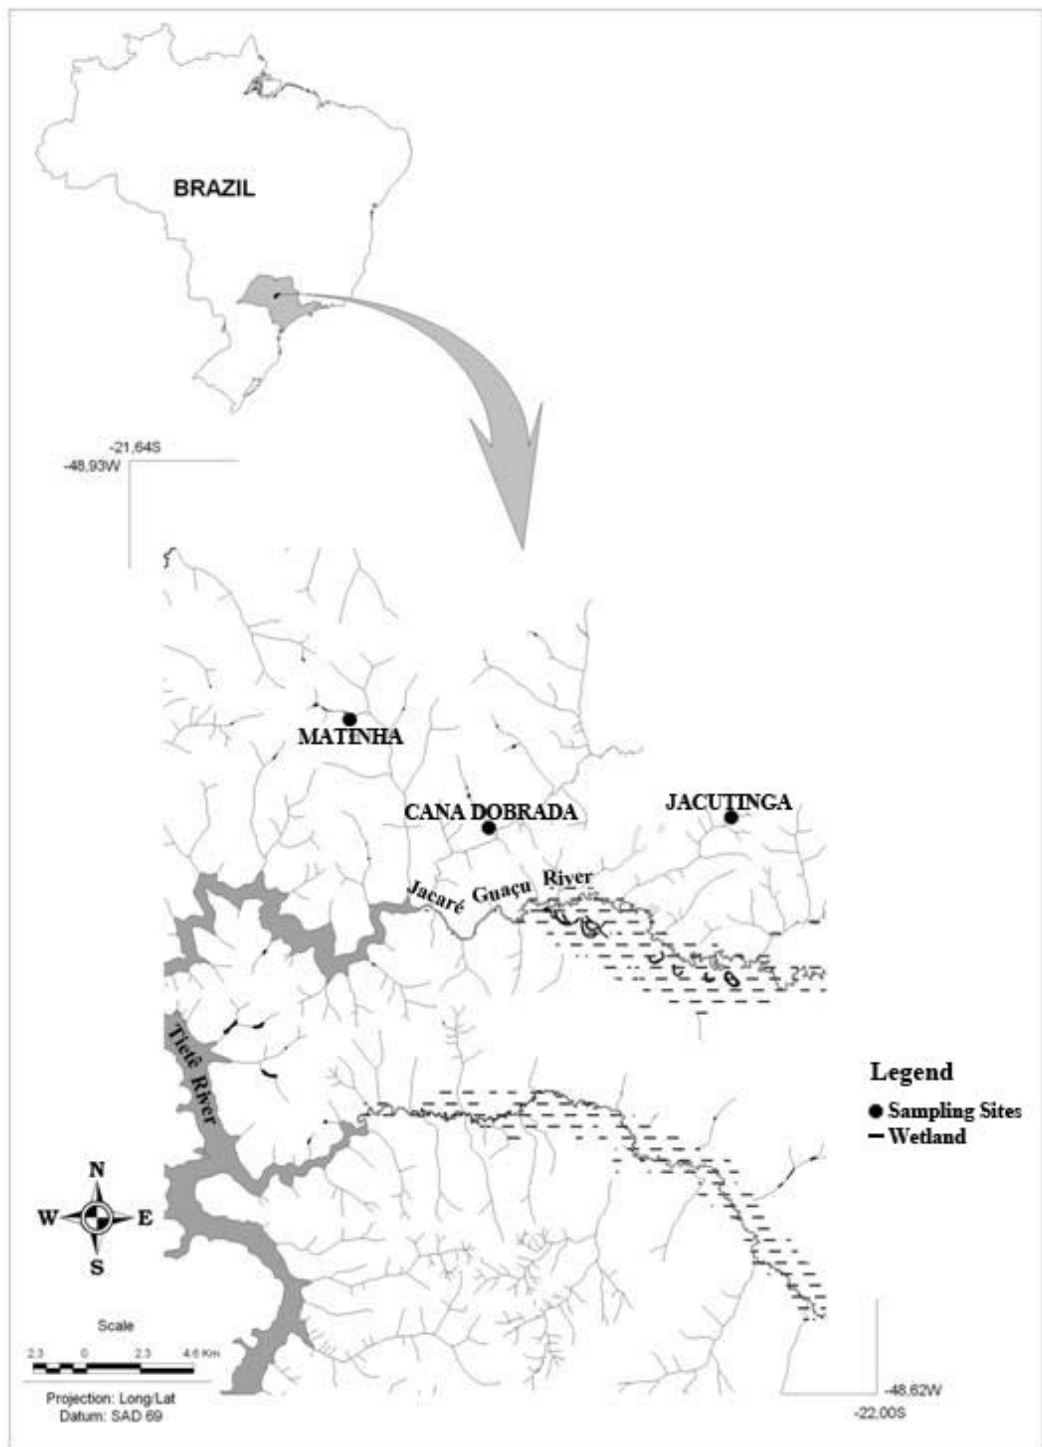 BRAZIL
-21,64S
-48,93W
MATINHA
CANA DOBRADA
JACUTINGA
Jacaré Guaçu River
Tietê River
Legend
Sampling Sites
Wetland
N
W E
S
Scale
2.3 0 2.3 4.6 Km
Projection: Long/Lat
Datum: SAD 69
-48,62W
-22,00S